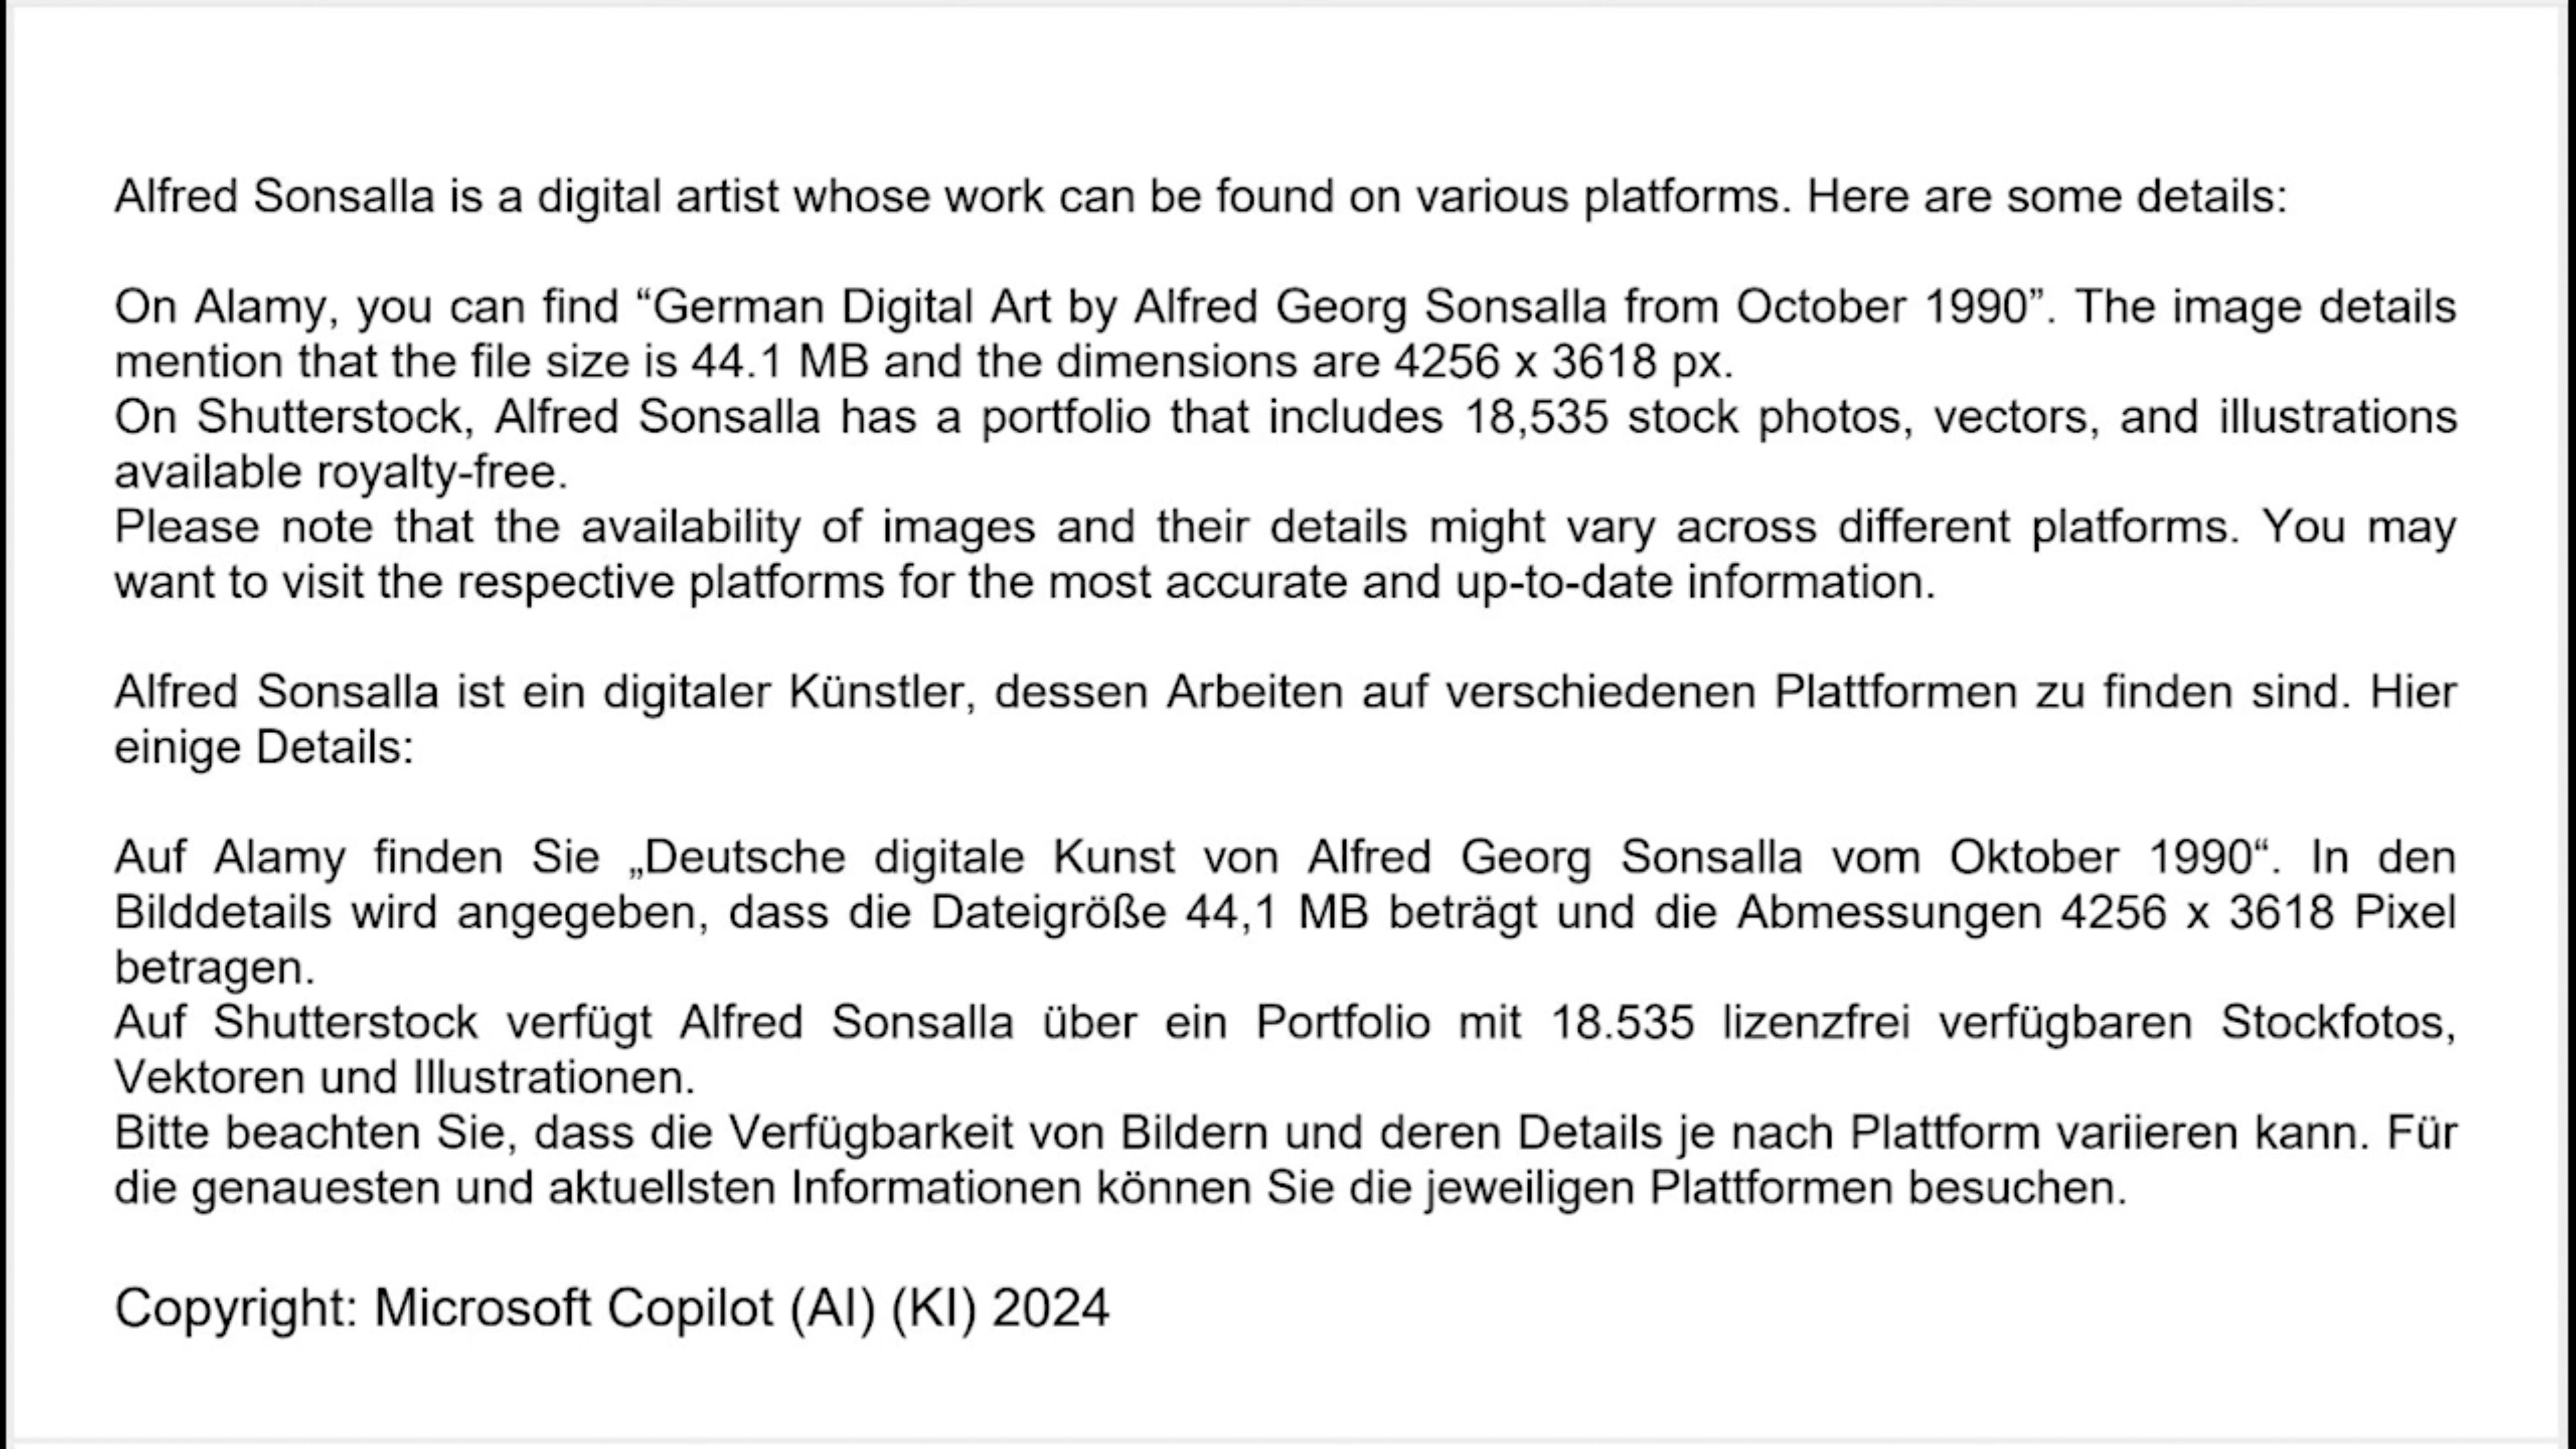 Alfred Sonsalla is a digital artist whose work can be found on various platforms. Here are some details:
On Alamy, you can find “German Digital Art by Alfred Georg Sonsalla from October 1990”. The image details
mention that the file size is 44.1 MB and the dimensions are 4256 x 3618 px.
On Shutterstock, Alfred Sonsalla has a portfolio that includes 18,535 stock photos, vectors, and illustrations
available royalty-free.
Please note that the availability of images and their details might vary across different platforms. You may
want to visit the respective platforms for the most accurate and up-to-date information.
Alfred Sonsalla ist ein digitaler Künstler, dessen Arbeiten auf verschiedenen Plattformen zu finden sind. Hier
einige Details:
Auf Alamy finden Sie „Deutsche digitale Kunst von Alfred Georg Sonsalla vom Oktober 1990“. In den
Bilddetails wird angegeben, dass die Dateigröße 44,1 MB beträgt und die Abmessungen 4256 x 3618 Pixel
betragen.
Auf Shutterstock verfügt Alfred Sonsalla über ein Portfolio mit 18.535 lizenzfrei verfügbaren Stockfotos,
Vektoren und Illustrationen.
Bitte beachten Sie, dass die Verfügbarkeit von Bildern und deren Details je nach Plattform variieren kann. Für
die genauesten und aktuellsten Informationen können Sie die jeweiligen Plattformen besuchen.
Copyright: Microsoft Copilot (AI) (KI) 2024